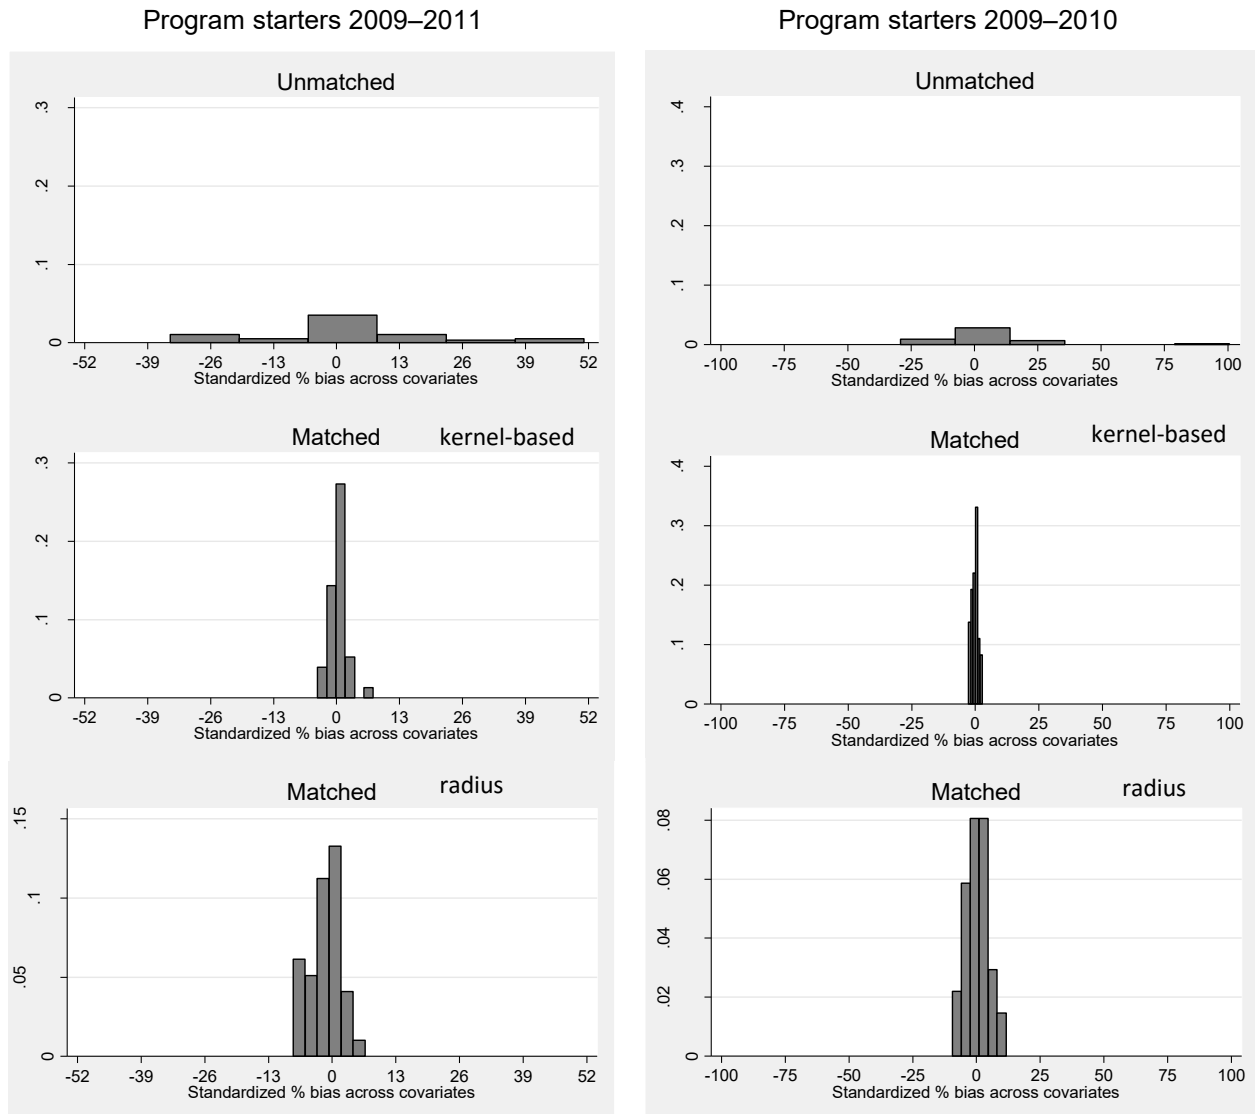 Program starters 2009–2011
Unmatched
.3
.2
.1
0
-52 -39 -26 -13 0 13 26 39 52
Standardized % bias across covariates
Matched kernel-based
.3
.2
.1
0
-52 -39 -26 -13 0 13 26 39 52
Standardized % bias across covariates
Matched radius
.15
.1
.05
0
-52 -39 -26 -13 0 13 26 39 52
Standardized % bias across covariates
Program starters 2009–2010
Unmatched
.4
.3
.2
.1
0
-100 -75 -50 -25 0 25 50 75 100
Standardized % bias across covariates
Matched kernel-based
.4
.3
.2
.1
0
-100 -75 -50 -25 0 25 50 75 100
Standardized % bias across covariates
Matched radius
.08
.06
.04
.02
0
-100 -75 -50 -25 0 25 50 75 100
Standardized % bias across covariates